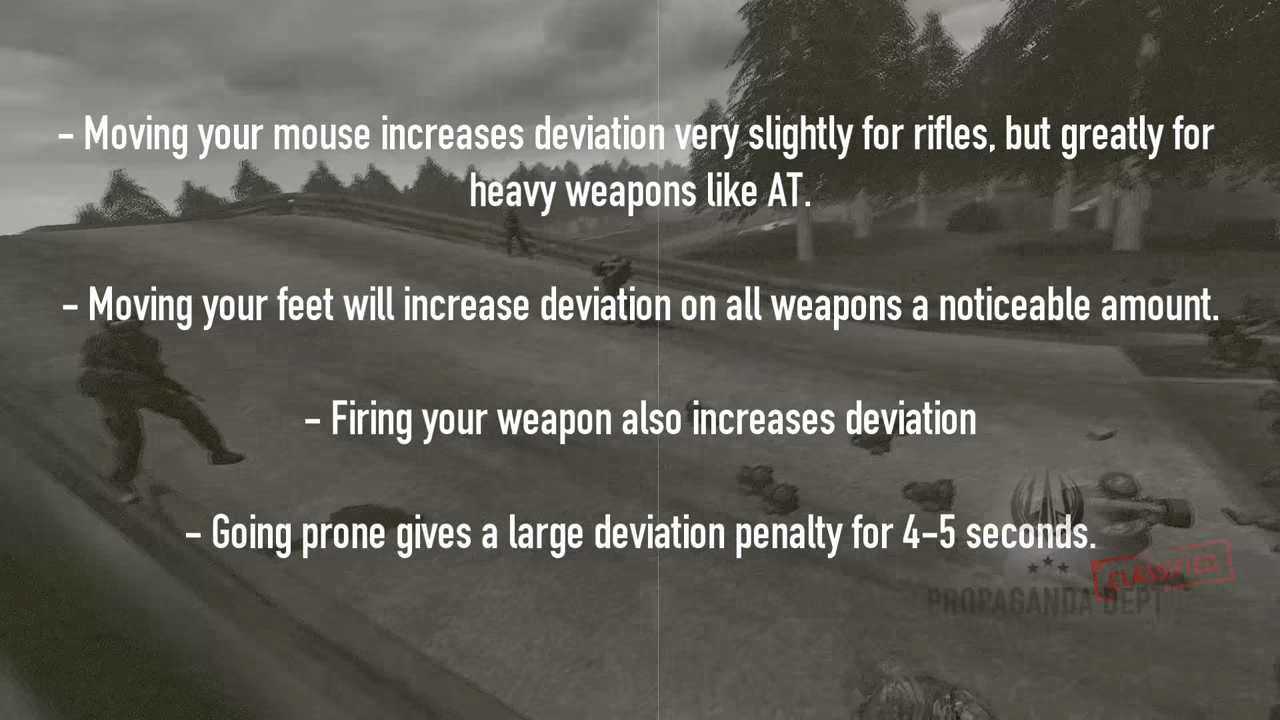 - Moving your mouse increases deviation very slightly for rifles, but greatly for
heavy weapons like AT.
- Moving your feet will increase deviation on all weapons a noticeable amount.
- Firing your weapon also increases deviation
- Going prone gives a large deviation penalty for 4-5 seconds.
CLASSIFIED
PROPAGANDA DEPT